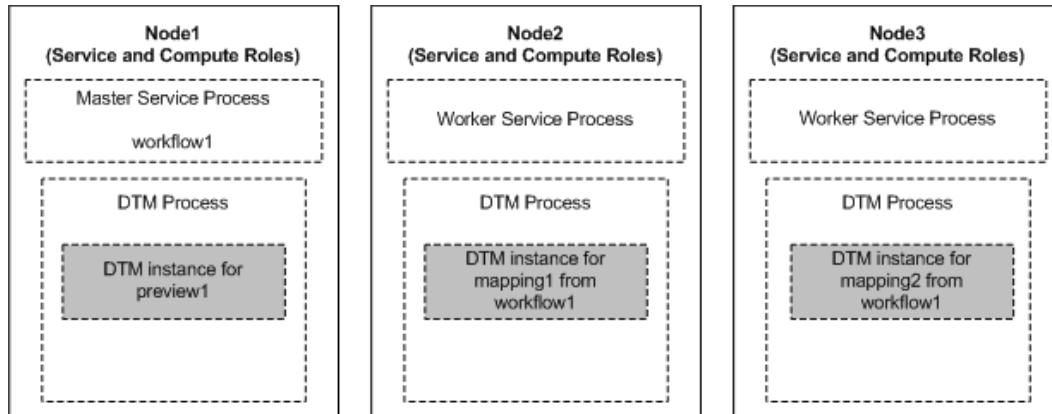 Node1
(Service and Compute Roles)
Master Service Process
workflow1
DTM Process
DTM instance for
preview1
Node2
(Service and Compute Roles)
Worker Service Process
DTM Process
DTM instance for
mapping1 from
workflow1
Node3
(Service and Compute Roles)
Worker Service Process
DTM Process
DTM instance for
mapping2 from
workflow1